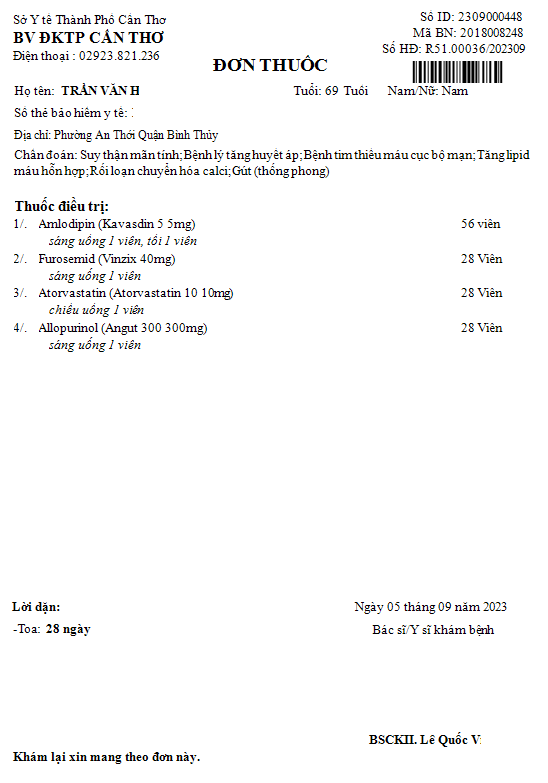 Sở Y tế Thành Phố Cần Thơ
Số ID: 2309000448
BV ĐKTP CẦN THƠ
Mã BN: 2018008248
Điện thoại : 02923.821.236
Số HĐ: R51.00036/202309
ĐƠN THUỐC
Họ tên: TRẦN VĂN H
Tuổi: 69 Tuổi Nam/Nữ: Nam
Số thẻ bảo hiểm y tế:
Địa chỉ: Phường An Thới Quận Bình Thủy
Chẩn đoán: Suy thận mãn tính;Bệnh lý tăng huyết áp;Bệnh tim thiếu máu cục bộ mạn;Tăng lipid
máu hỗn hợp;Rối loạn chuyển hóa calci;Gút (thống phong)
Thuốc điều trị:
1/. Amlodipin (Kavasdin 5 5mg) 56 viên
sáng uống 1 viên, tối 1 viên
2/. Furosemid (Vinzix 40mg) 28 Viên
sáng uống 1 viên
3/. Atorvastatin (Atorvastatin 10 10mg) 28 Viên
chiều uống 1 viên
4/. Allopurinol (Angut 300 300mg) 28 Viên
sáng uống 1 viên
Lời dặn:
Ngày 05 tháng 09 năm 2023
-Toa: 28 ngày
Bác sĩ/Y sĩ khám bệnh
BSCKII. Lê Quốc V
Khám lại xin mang theo đơn này.